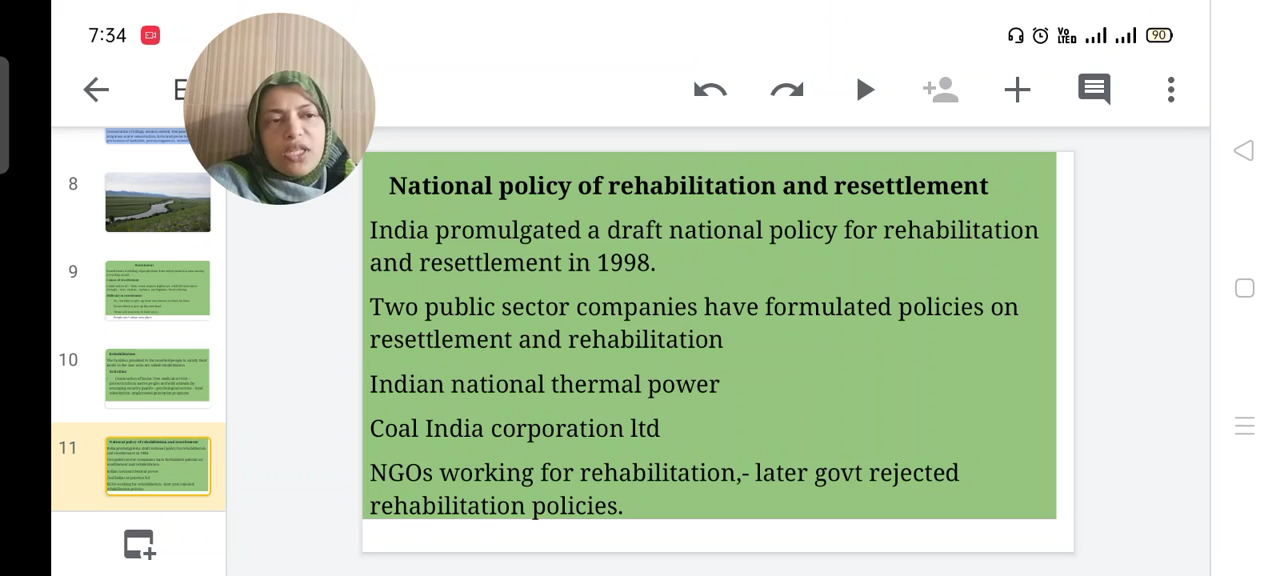 7:34
Vo
LTED
90
E
8
9
10
11
National policy of rehabilitation and resettlement
India promulgated a draft national policy for rehabilitation
and resettlement in 1998.
Two public sector companies have formulated policies on
resettlement and rehabilitation
Indian national thermal power
Coal India corporation ltd
NGOs working for rehabilitation,- later govt rejected
rehabilitation policies.